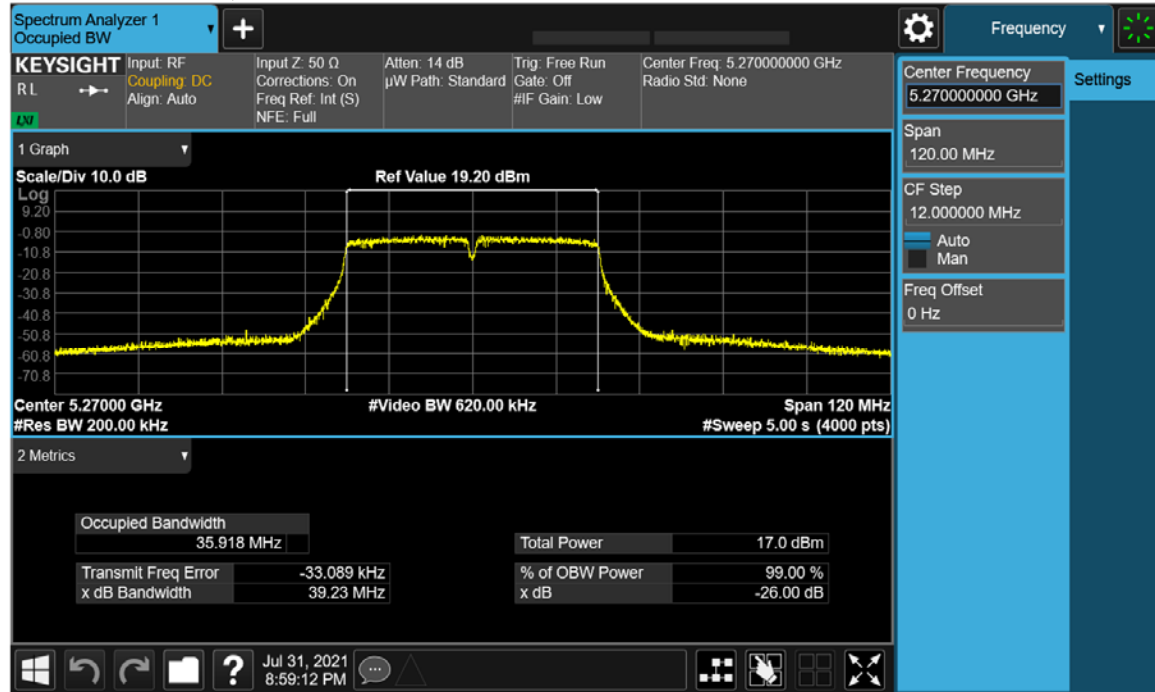 Spectrum Analyzer 1
Occupied BW
Frequency
KEYSIGHT
R L
LXI
Input: RF
Coupling: DC
Align: Auto
Input Z: 50 Ω
Corrections: On
Freq Ref: Int (S)
NFE: Full
Atten: 14 dB
µW Path: Standard
Trig: Free Run
Gate: Off
#IF Gain: Low
Center Freq: 5.270000000 GHz
Radio Std: None
Center Frequency
5.270000000 GHz
Settings
Span
120.00 MHz
CF Step
12.000000 MHz
Auto
Man
Freq Offset
0 Hz
1 Graph
Scale/Div 10.0 dB
Ref Value 19.20 dBm
Log
9.20
-0.80
-10.8
-20.8
-30.8
-40.8
-50.8
-60.8
-70.8
Center 5.27000 GHz
#Video BW 620.00 kHz
Span 120 MHz
#Res BW 200.00 kHz
#Sweep 5.00 s (4000 pts)
2 Metrics
Occupied Bandwidth
35.918 MHz
Total Power 17.0 dBm
Transmit Freq Error -33.089 kHz
% of OBW Power 99.00 %
x dB Bandwidth 39.23 MHz
x dB -26.00 dB
?
Jul 31, 2021
8:59:12 PM